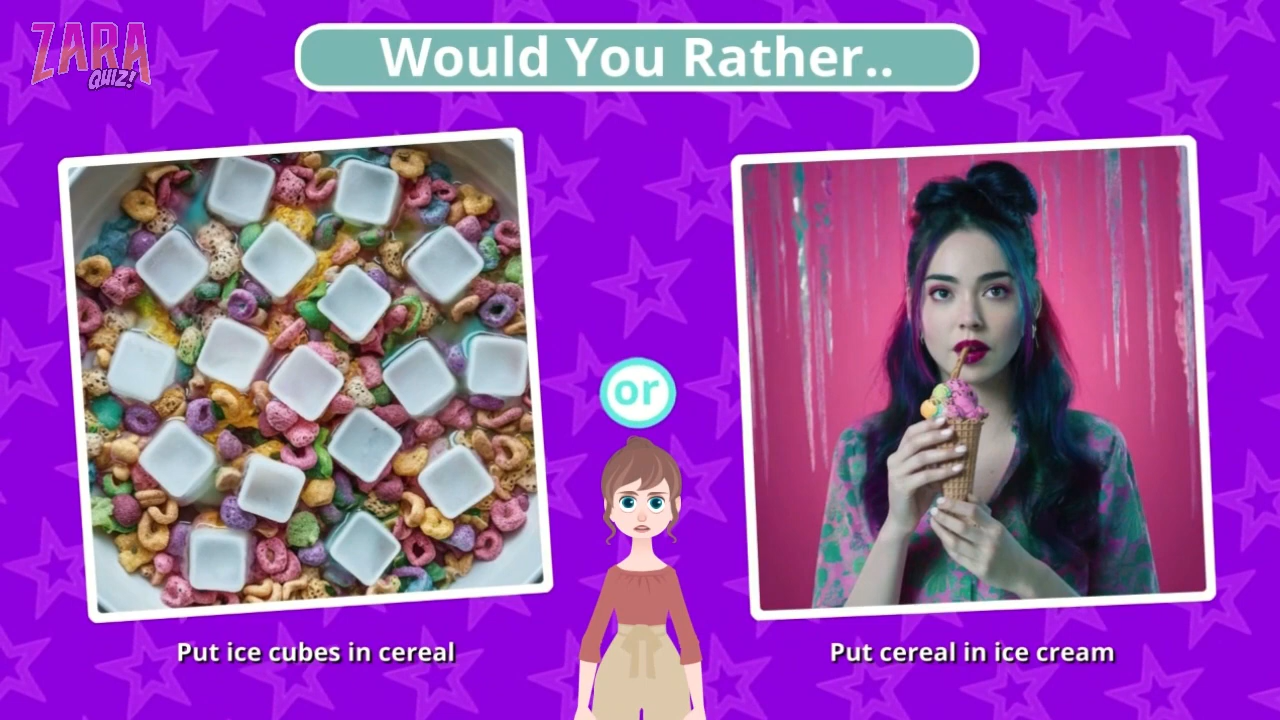 ZARA
QUIZ!
Would You Rather..
or
Put ice cubes in cereal
Put cereal in ice cream